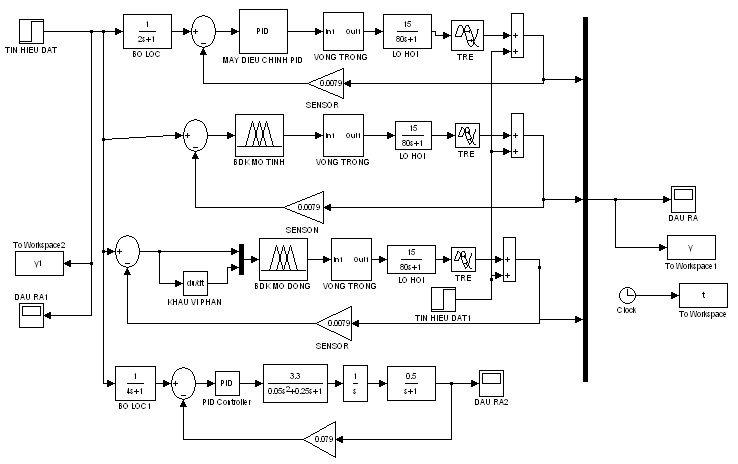 TIN HIEU DAT
1
2s+1
BO LOC
PID
MAY DIEU CHINH PID
In1 Out1
VONG TRONG
15
80s+1
LO HOI
TRE
0.0079
SENSOR
BDK MO TINH
In1 Out1
VONG TRONG
15
80s+1
LO HOI
TRE
0.0079
SENSON
To Workspace2
y1
DAU RA1
du/dt
KHAU VI PHAN
BDK MO DONG
In1 Out1
VONG TRONG
15
80s+1
LO HOI
TRE
TIN HIEU DAT1
0.0079
SENSOR
DAU RA
y
To Workspace1
Clock
t
To Workspace
1
4s+1
BO LOC1
PID
PID Controller
3.3
0.05s²+0.25s+1
1
s
0.5
s+1
DAU RA2
0.079